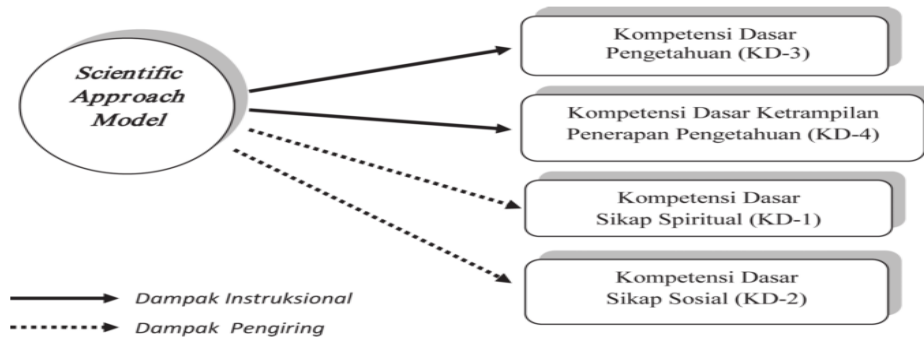 Scientific
Approach
Model
Kompetensi Dasar
Pengetahuan (KD-3)
Kompetensi Dasar Ketrampilan
Penerapan Pengetahuan (KD-4)
Kompetensi Dasar
Sikap Spiritual (KD-1)
Kompetensi Dasar
Sikap Sosial (KD-2)
Dampak Instruksional
Dampak Pengiring